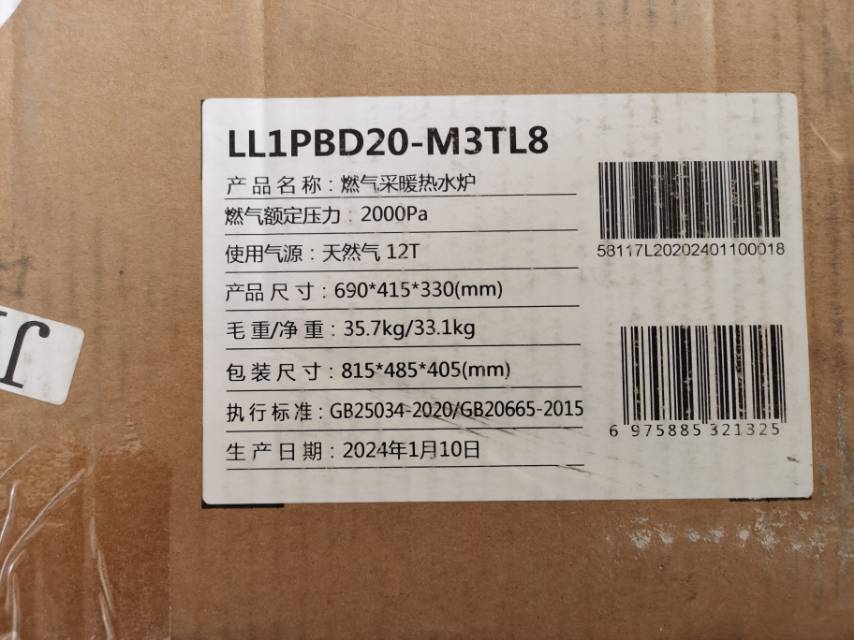 LL1PBD20-M3TL8
产品名称：燃气采暖热水炉
燃气额定压力：2000Pa
使用气源：天然气 12T
产品尺寸：690*415*330(mm)
毛重/净重：35.7kg/33.1kg
包装尺寸：815*485*405(mm)
执行标准：GB25034-2020/GB20665-2015
生产日期：2024年1月10日
58117L20202401100018
6 975885 321325